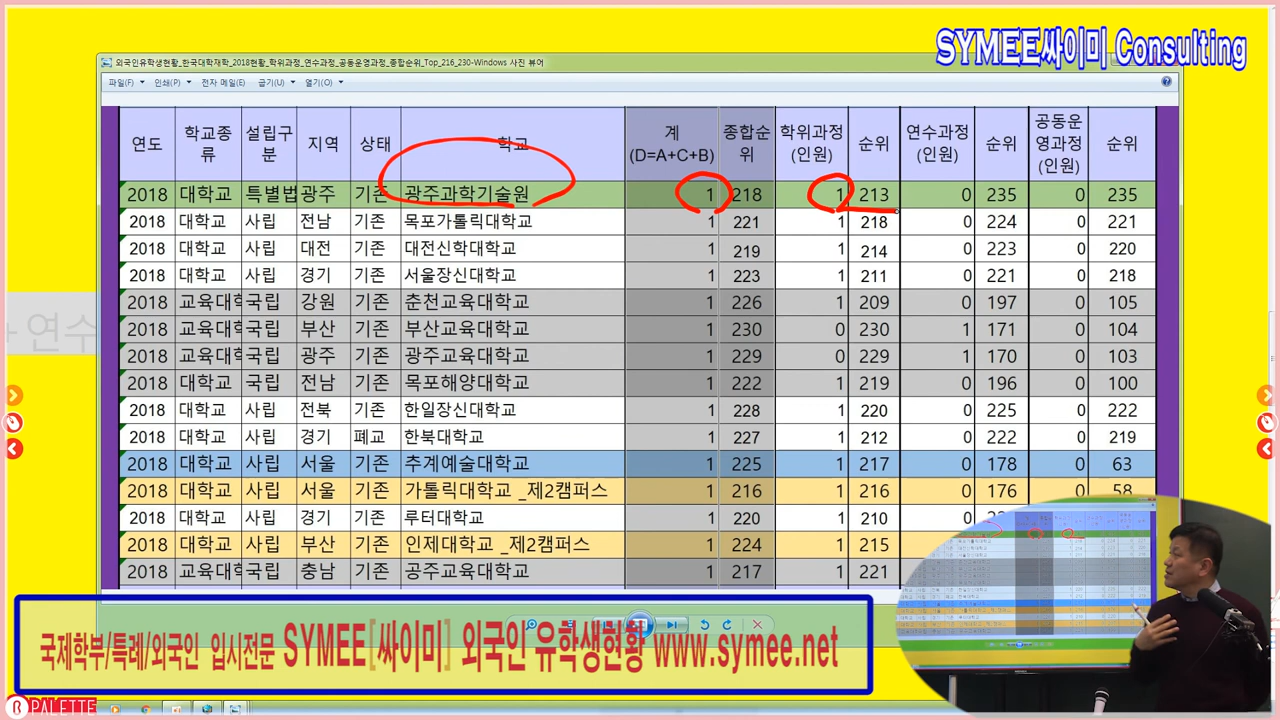 SYMEE싸이미 Consulting
외국인유학생현황_한국대학재학_2018현황_학위과정_연수과정_공동운영과정_종합순위_Top_216_230-Windows 사진 뷰어
파일(F) 인쇄(P) 전자 메일(E) 굽기(U) 열기(O)
연도 학교종류 설립구분 지역 상태 학교 계 (D=A+C+B) 종합순위 학위과정 (인원) 순위 연수과정 (인원) 순위 공동운영과정 (인원) 순위
2018 대학교 특별법 광주 기존 광주과학기술원 1 218 1 213 0 235 0 235
2018 대학교 사립 전남 기존 목포가톨릭대학교 1 221 1 218 0 224 0 221
2018 대학교 사립 대전 기존 대전신학대학교 1 219 1 214 0 223 0 220
2018 대학교 사립 경기 기존 서울장신대학교 1 223 1 211 0 221 0 218
2018 교육대학 국립 강원 기존 춘천교육대학교 1 226 1 209 0 197 0 105
2018 교육대학 국립 부산 기존 부산교육대학교 1 230 0 230 1 171 0 104
2018 교육대학 국립 광주 기존 광주교육대학교 1 229 0 229 1 170 0 103
2018 대학교 국립 전남 기존 목포해양대학교 1 222 1 219 0 196 0 100
2018 대학교 사립 전북 기존 한일장신대학교 1 228 1 220 0 225 0 222
2018 대학교 사립 경기 폐교 한북대학교 1 227 1 212 0 222 0 219
2018 대학교 사립 서울 기존 추계예술대학교 1 225 1 217 0 178 0 63
2018 대학교 사립 서울 기존 가톨릭대학교 _제2캠퍼스 1 216 1 216 0 176 0 58
2018 대학교 사립 경기 기존 루터대학교 1 220 1 210 0
2018 대학교 사립 부산 기존 인제대학교 _제2캠퍼스 1 224 1 215
2018 교육대학 국립 충남 기존 공주교육대학교 1 217 1 221
연수
국제학부/특례/외국인 입시전문 SYMEE[싸이미] 외국인 유학생현황 www.symee.net
PALETTE